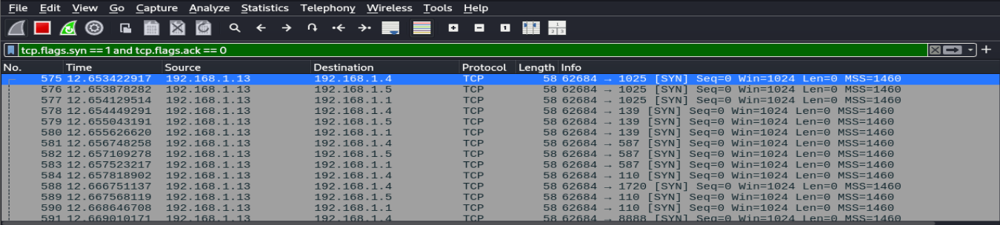 File Edit View Go Capture Analyze Statistics Telephony Wireless Tools Help
tcp.flags.syn == 1 and tcp.flags.ack == 0
No. Time Source Destination Protocol Length Info
575 12.653422917 192.168.1.13 192.168.1.4 TCP 58 62684 → 1025 [SYN] Seq=0 Win=1024 Len=0 MSS=1460
576 12.653878282 192.168.1.13 192.168.1.5 TCP 58 62684 → 1025 [SYN] Seq=0 Win=1024 Len=0 MSS=1460
577 12.654129514 192.168.1.13 192.168.1.1 TCP 58 62684 → 1025 [SYN] Seq=0 Win=1024 Len=0 MSS=1460
578 12.654449291 192.168.1.13 192.168.1.4 TCP 58 62684 → 139 [SYN] Seq=0 Win=1024 Len=0 MSS=1460
579 12.655043191 192.168.1.13 192.168.1.5 TCP 58 62684 → 139 [SYN] Seq=0 Win=1024 Len=0 MSS=1460
580 12.655626620 192.168.1.13 192.168.1.1 TCP 58 62684 → 139 [SYN] Seq=0 Win=1024 Len=0 MSS=1460
581 12.656748258 192.168.1.13 192.168.1.4 TCP 58 62684 → 587 [SYN] Seq=0 Win=1024 Len=0 MSS=1460
582 12.657109278 192.168.1.13 192.168.1.5 TCP 58 62684 → 587 [SYN] Seq=0 Win=1024 Len=0 MSS=1460
583 12.657523217 192.168.1.13 192.168.1.1 TCP 58 62684 → 587 [SYN] Seq=0 Win=1024 Len=0 MSS=1460
584 12.657818902 192.168.1.13 192.168.1.4 TCP 58 62684 → 110 [SYN] Seq=0 Win=1024 Len=0 MSS=1460
588 12.666751137 192.168.1.13 192.168.1.4 TCP 58 62684 → 1720 [SYN] Seq=0 Win=1024 Len=0 MSS=1460
589 12.667568119 192.168.1.13 192.168.1.5 TCP 58 62684 → 110 [SYN] Seq=0 Win=1024 Len=0 MSS=1460
590 12.668646708 192.168.1.13 192.168.1.1 TCP 58 62684 → 110 [SYN] Seq=0 Win=1024 Len=0 MSS=1460
591 12.669010171 192.168.1.13 192.168.1.4 TCP 58 62684 → 8888 [SYN] Seq=0 Win=1024 Len=0 MSS=1460